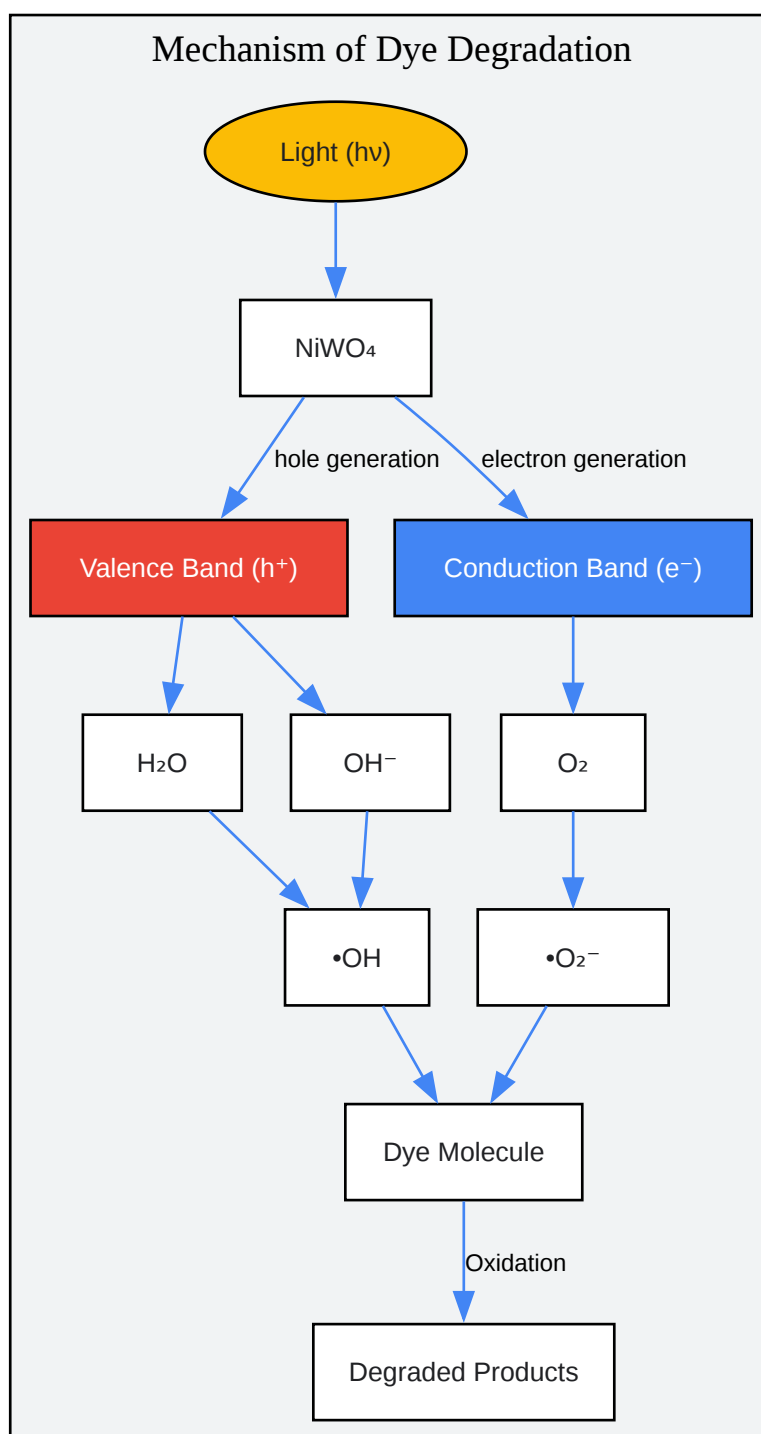 Mechanism of Dye Degradation
Light (hν)
NiWO₄
hole generation
electron generation
Valence Band (h⁺)
Conduction Band (e⁻)
H₂O
OH⁻
O₂
•OH
•O₂⁻
Dye Molecule
Oxidation
Degraded Products